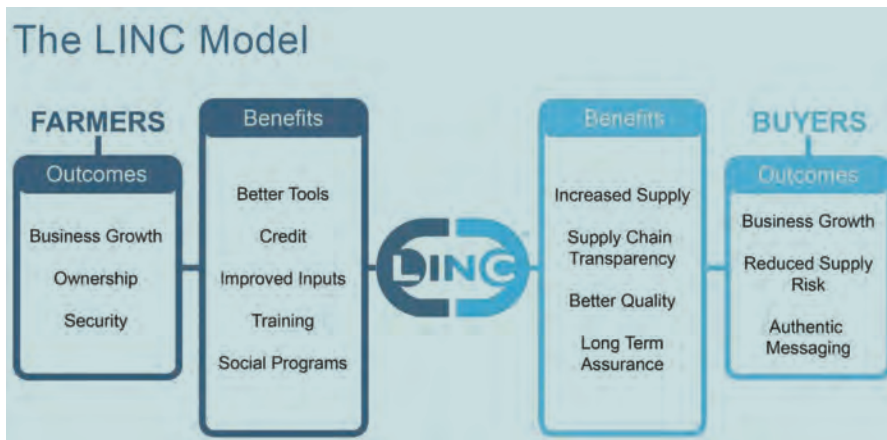 The LINC Model
FARMERS
Outcomes
Business Growth
Ownership
Security
Benefits
Better Tools
Credit
Improved Inputs
Training
Social Programs
LINC
Benefits
Increased Supply
Supply Chain
Transparency
Better Quality
Long Term
Assurance
BUYERS
Outcomes
Business Growth
Reduced Supply
Risk
Authentic
Messaging